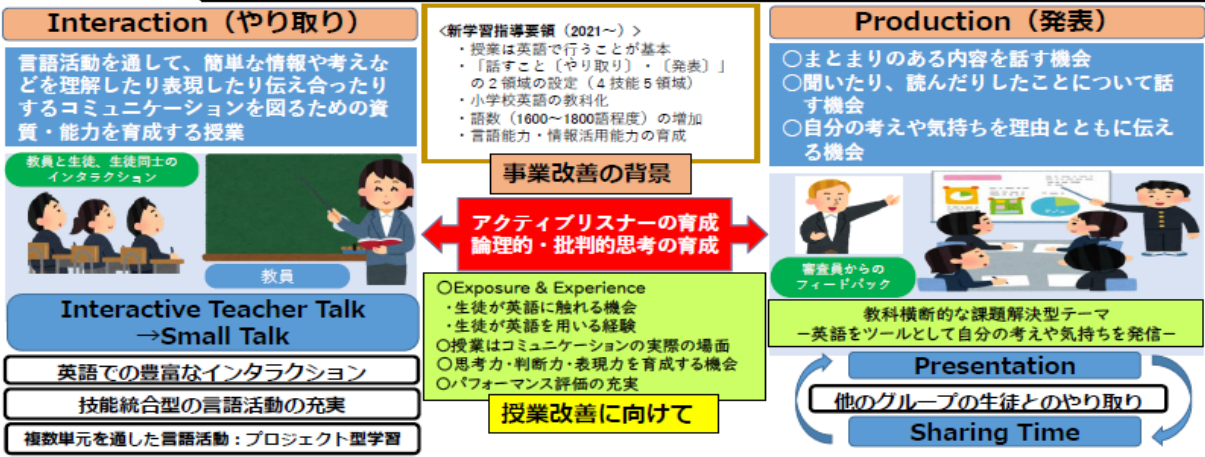 Interaction（やり取り）
言語活動を通して、簡単な情報や考えな
どを理解したり表現したり伝え合ったり
するコミュニケーションを図るための資
質・能力を育成する授業
教員と生徒、生徒同士の
インタラクション
教員
Interactive Teacher Talk
→Small Talk
英語での豊富なインタラクション
技能統合型の言語活動の充実
複数単元を通した言語活動：プロジェクト型学習
<新学習指導要領（2021～）>
・授業は英語で行うことが基本
・「話すこと〔やり取り〕・〔発表〕」
の２領域の設定（４技能５領域）
・小学校英語の教科化
・語数（1600～1800語程度）の増加
・言語能力・情報活用能力の育成
事業改善の背景
アクティブリスナーの育成
論理的・批判的思考の育成
○Exposure & Experience
・生徒が英語に触れる機会
・生徒が英語を用いる経験
○授業はコミュニケーションの実際の場面
○思考力・判断力・表現力を育成する機会
○パフォーマンス評価の充実
授業改善に向けて
Production（発表）
○まとまりのある内容を話す機会
○聞いたり、読んだりしたことについて話
す機会
○自分の考えや気持ちを理由とともに伝え
る機会
審査員からの
フィードバック
教科横断的な課題解決型テーマ
－英語をツールとして自分の考えや気持ちを発信－
Presentation
他のグループの生徒とのやり取り
Sharing Time